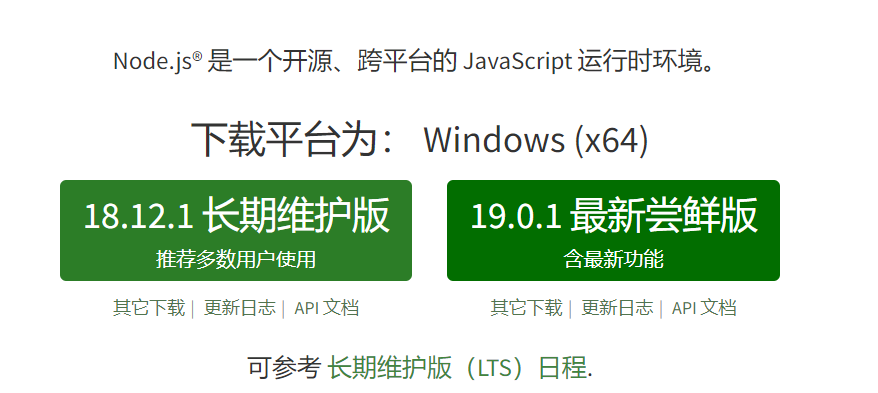 Node.js® 是一个开源、跨平台的 JavaScript 运行时环境。
下载平台为： Windows (x64)
18.12.1 长期维护版
推荐多数用户使用
19.0.1 最新尝鲜版
含最新功能
其它下载 | 更新日志 | API 文档
其它下载 | 更新日志 | API 文档
可参考 长期维护版（LTS）日程.